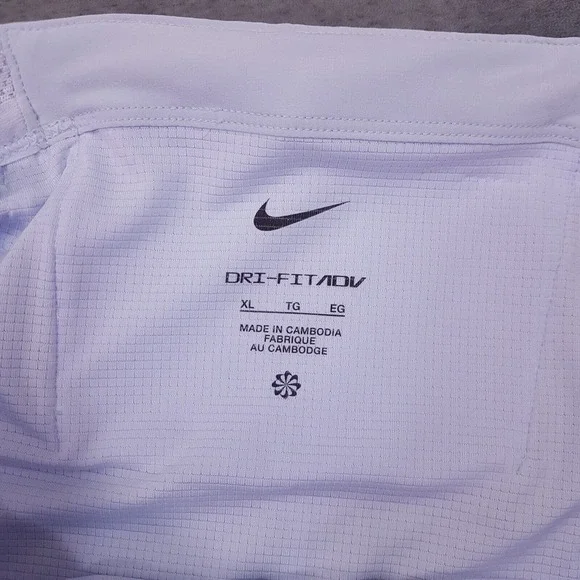 DRI-FIT ADV
XL TG EG
MADE IN CAMBODIA
FABRIQUE
AU CAMBODGE